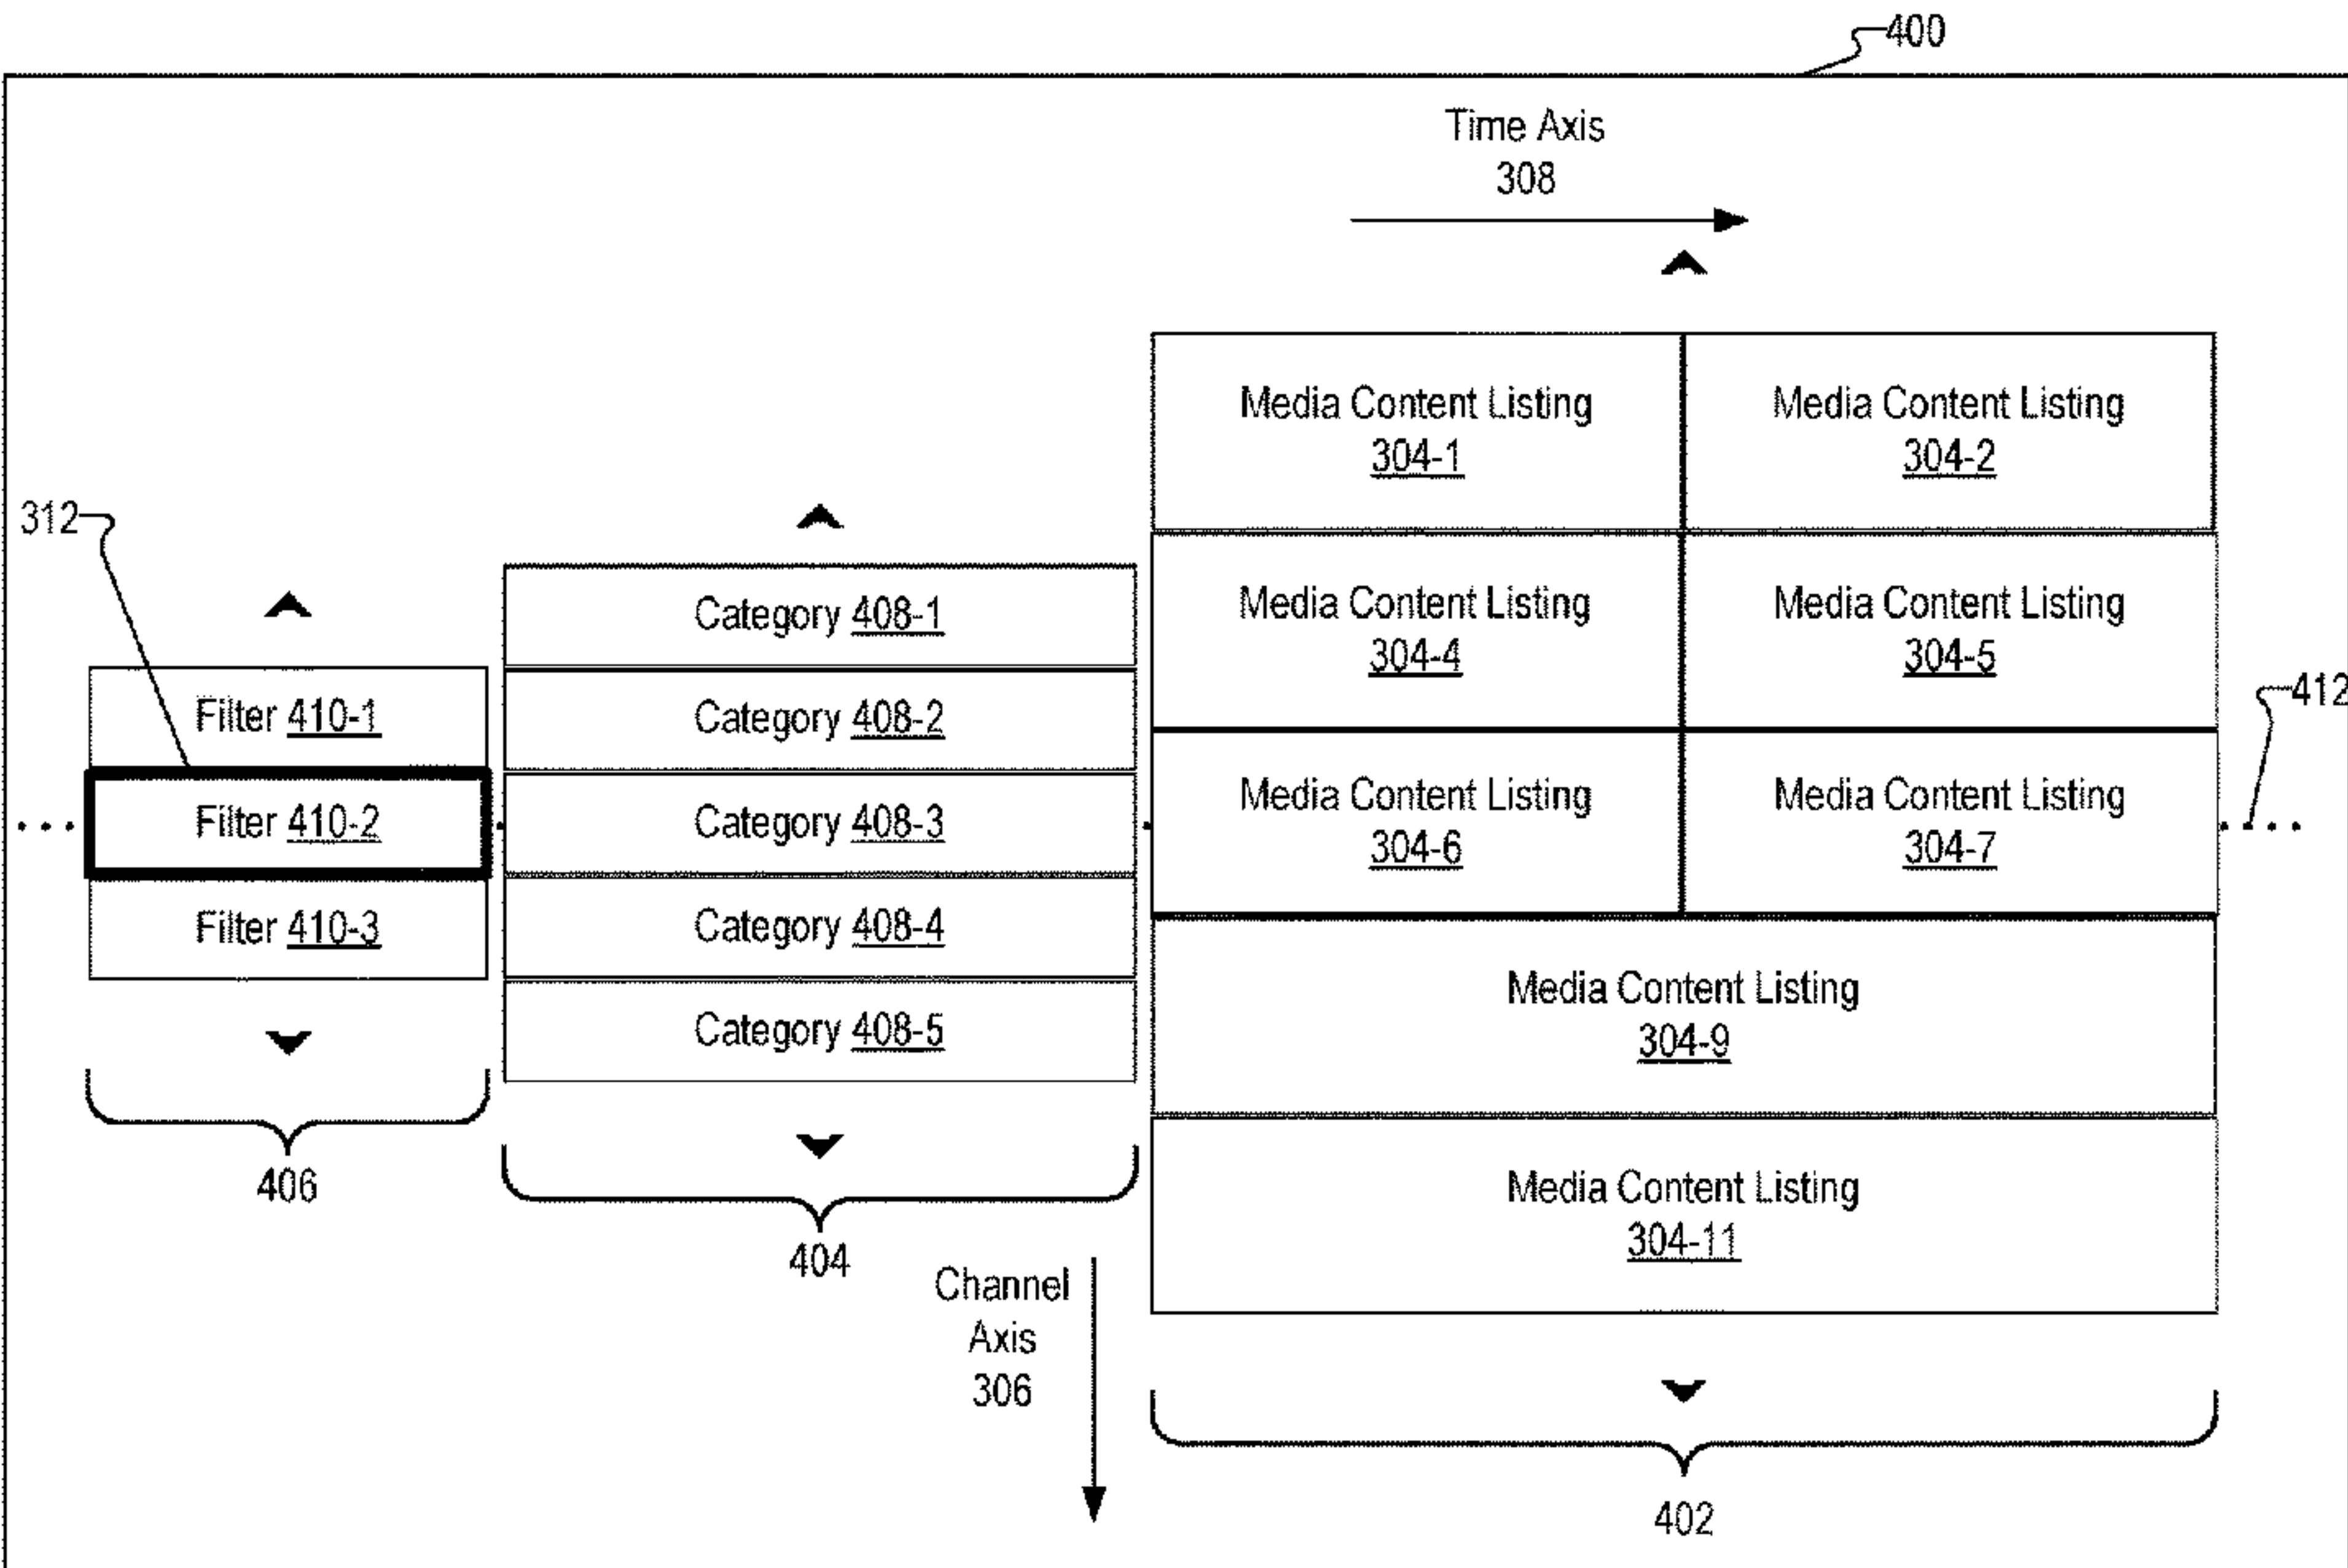 400
Time Axis
308
Media Content Listing
304-1
Media Content Listing
304-2
312
Category 408-1
Media Content Listing
304-4
Media Content Listing
304-5
412
Filter 410-1
Category 408-2
Filter 410-2
Category 408-3
Media Content Listing
304-6
Media Content Listing
304-7
Filter 410-3
Category 408-4
Category 408-5
Media Content Listing
304-9
406
404
Media Content Listing
304-11
Channel
Axis
306
402